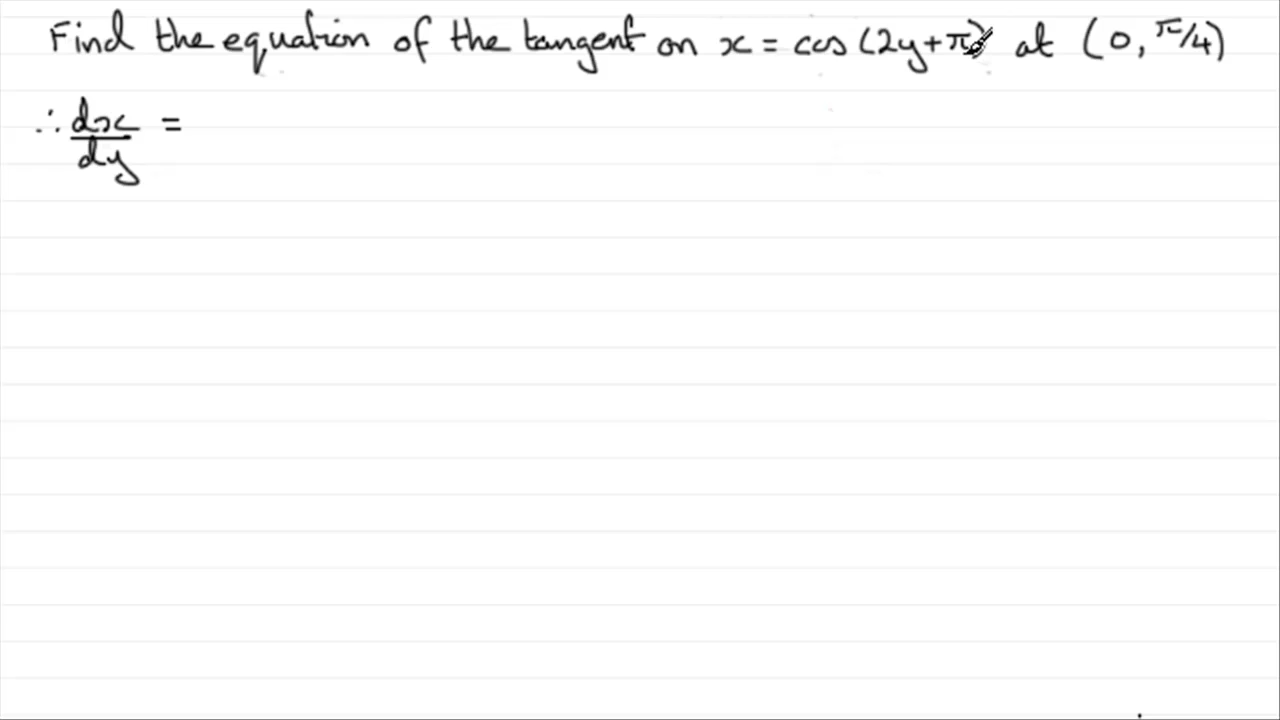 Find the equation of the tangent on x = cos(2y+π) at (0, π/4)
∴ dx/dy =